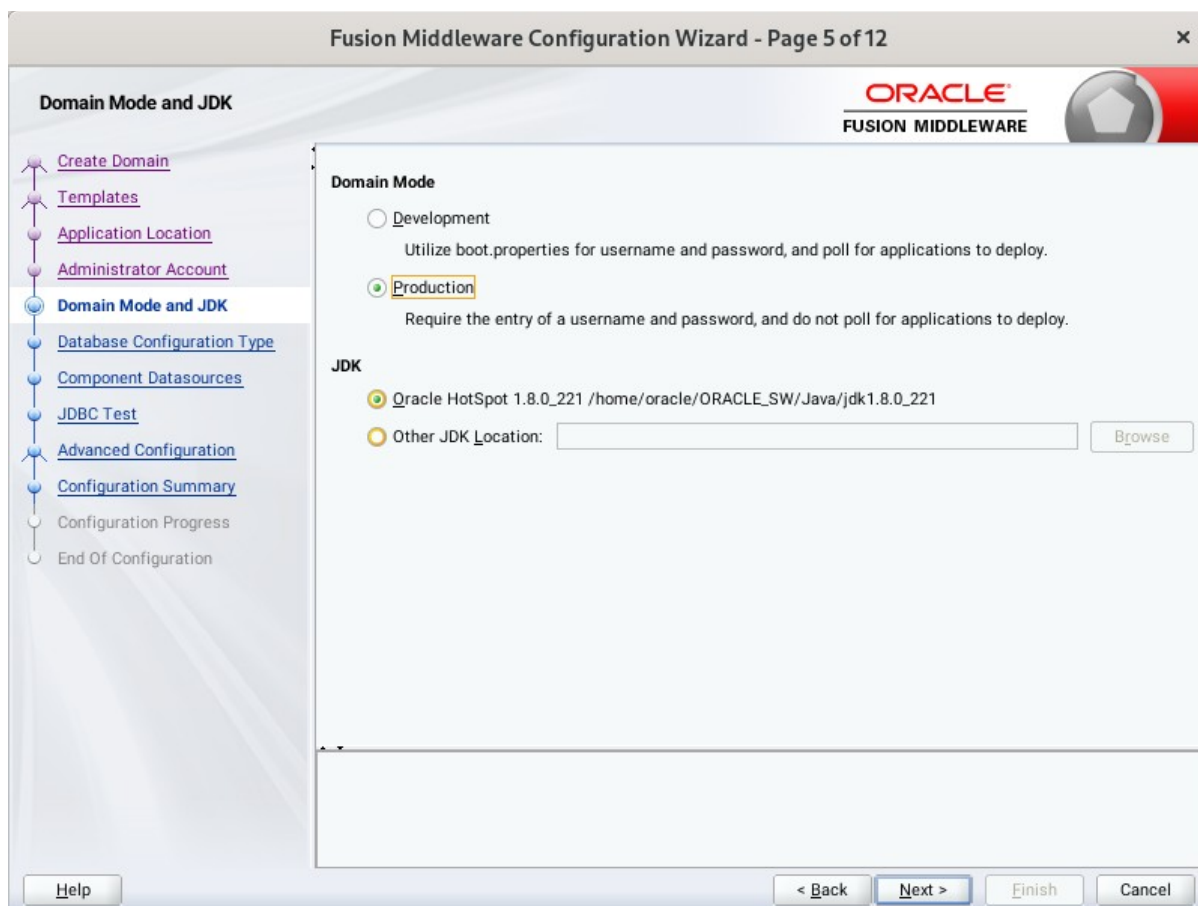 Fusion Middleware Configuration Wizard - Page 5 of 12
×
Domain Mode and JDK
ORACLE
FUSION MIDDLEWARE
Create Domain
Templates
Application Location
Administrator Account
Domain Mode and JDK
Database Configuration Type
Component Datasources
JDBC Test
Advanced Configuration
Configuration Summary
Configuration Progress
End Of Configuration
Domain Mode
Development
Utilize boot.properties for username and password, and poll for applications to deploy.
Production
Require the entry of a username and password, and do not poll for applications to deploy.
JDK
Oracle HotSpot 1.8.0_221 /home/oracle/ORACLE_SW/Java/jdk1.8.0_221
Other JDK Location:
Browse
Help
< Back
Next >
Finish
Cancel